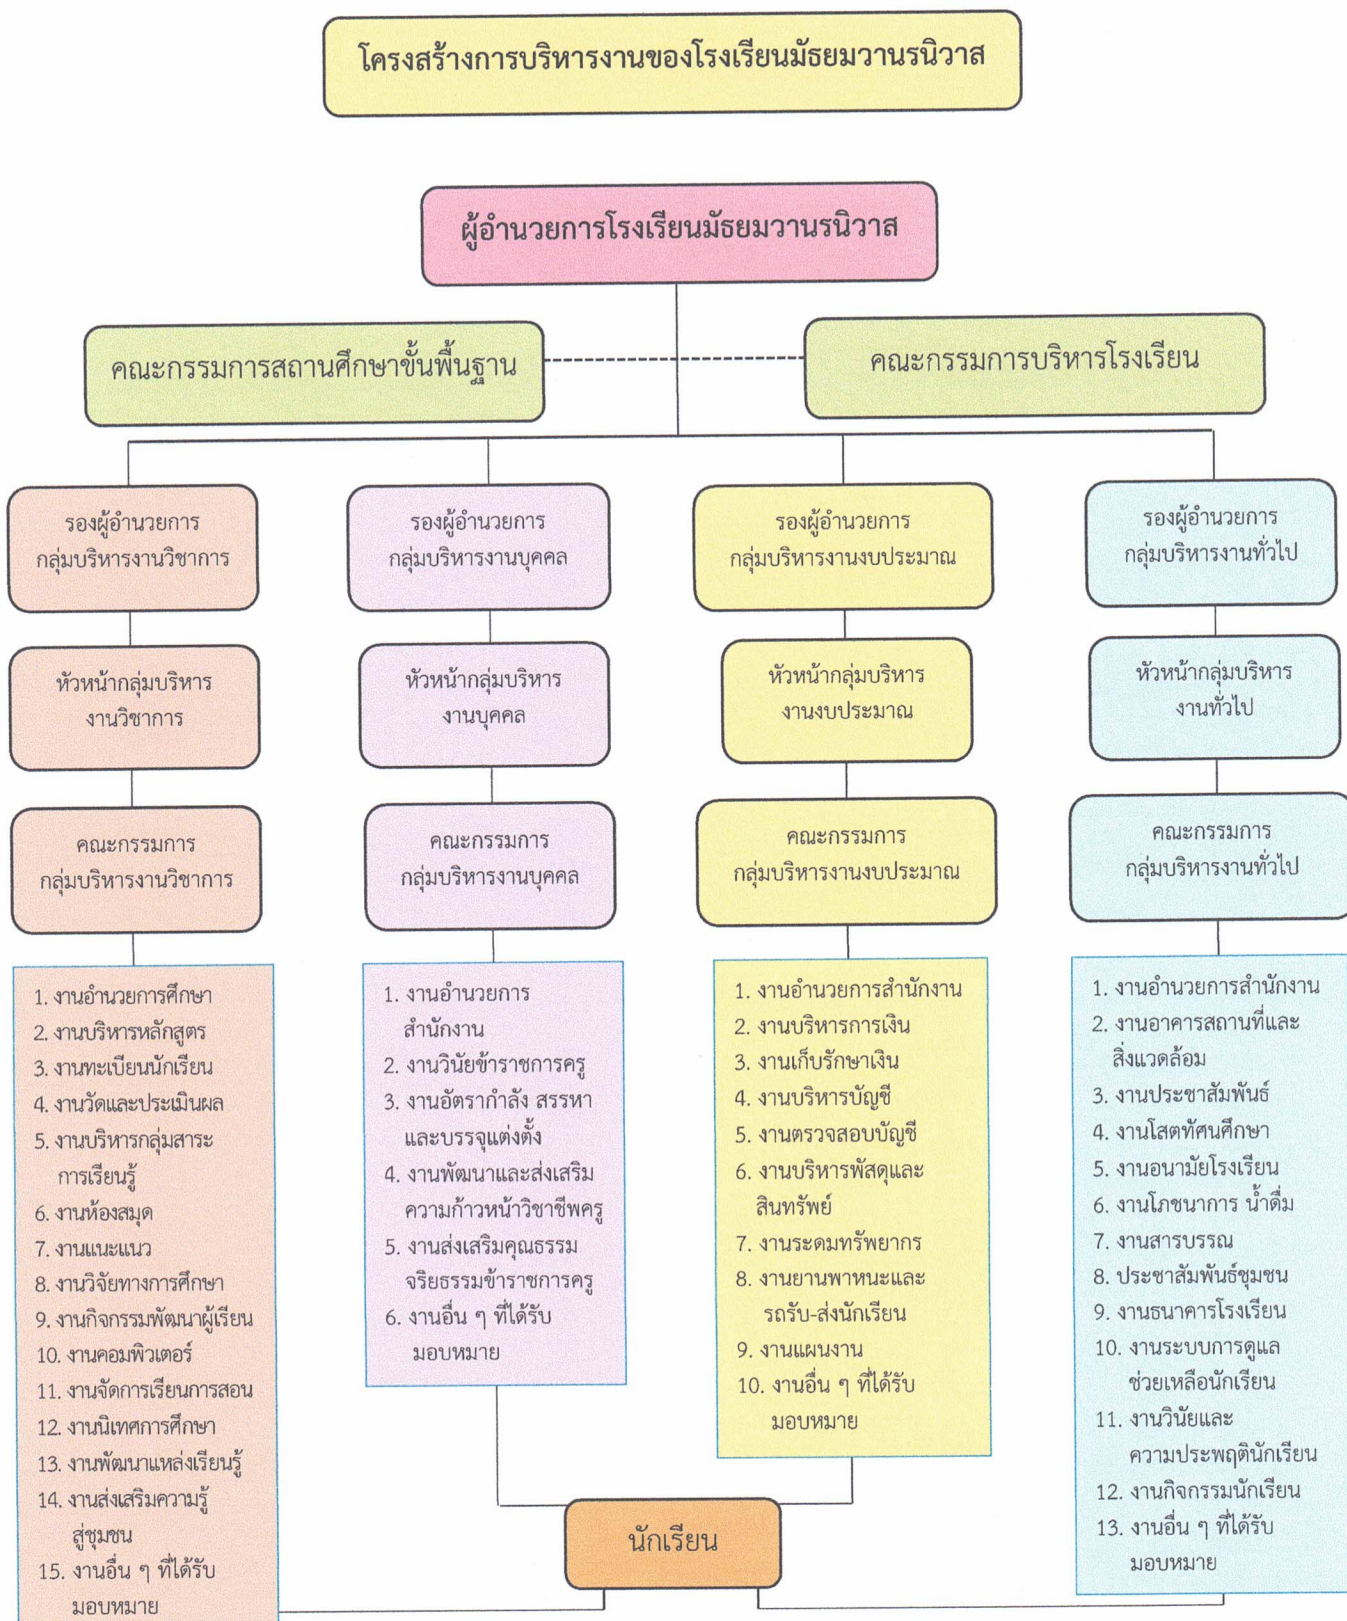 โครงสร้างการบริหารงานของโรงเรียนมัธยมวานรนิวาส
ผู้อำนวยการโรงเรียนมัธยมวานรนิวาส
คณะกรรมการสถานศึกษาขั้นพื้นฐาน
คณะกรรมการบริหารโรงเรียน
รองผู้อำนวยการ
กลุ่มบริหารงานวิชาการ
รองผู้อำนวยการ
กลุ่มบริหารงานบุคคล
รองผู้อำนวยการ
กลุ่มบริหารงานงบประมาณ
รองผู้อำนวยการ
กลุ่มบริหารงานทั่วไป
หัวหน้ากลุ่มบริหาร
งานวิชาการ
หัวหน้ากลุ่มบริหาร
งานบุคคล
หัวหน้ากลุ่มบริหาร
งานงบประมาณ
หัวหน้ากลุ่มบริหาร
งานทั่วไป
คณะกรรมการ
กลุ่มบริหารงานวิชาการ
คณะกรรมการ
กลุ่มบริหารงานบุคคล
คณะกรรมการ
กลุ่มบริหารงานงบประมาณ
คณะกรรมการ
กลุ่มบริหารงานทั่วไป
1. งานอำนวยการศึกษา
2. งานบริหารหลักสูตร
3. งานทะเบียนนักเรียน
4. งานวัดและประเมินผล
5. งานบริหารกลุ่มสาระ
การเรียนรู้
6. งานห้องสมุด
7. งานแนะแนว
8. งานวิจัยทางการศึกษา
9. งานกิจกรรมพัฒนาผู้เรียน
10. งานคอมพิวเตอร์
11. งานจัดการเรียนการสอน
12. งานนิเทศการศึกษา
13. งานพัฒนาแหล่งเรียนรู้
14. งานส่งเสริมความรู้
สู่ชุมชน
15. งานอื่น ๆ ที่ได้รับ
มอบหมาย
1. งานอำนวยการ
สำนักงาน
2. งานวินัยข้าราชการครู
3. งานอัตรากำลัง สรรหา
และบรรจุแต่งตั้ง
4. งานพัฒนาและส่งเสริม
ความก้าวหน้าวิชาชีพครู
5. งานส่งเสริมคุณธรรม
จริยธรรมข้าราชการครู
6. งานอื่น ๆ ที่ได้รับ
มอบหมาย
1. งานอำนวยการสำนักงาน
2. งานบริหารการเงิน
3. งานเก็บรักษาเงิน
4. งานบริหารบัญชี
5. งานตรวจสอบบัญชี
6. งานบริหารพัสดุและ
สินทรัพย์
7. งานระดมทรัพยากร
8. งานยานพาหนะและ
รถรับ-ส่งนักเรียน
9. งานแผนงาน
10. งานอื่น ๆ ที่ได้รับ
มอบหมาย
1. งานอำนวยการสำนักงาน
2. งานอาคารสถานที่และ
สิ่งแวดล้อม
3. งานประชาสัมพันธ์
4. งานโสตทัศนศึกษา
5. งานอนามัยโรงเรียน
6. งานโภชนาการ น้ำดื่ม
7. งานสารบรรณ
8. ประชาสัมพันธ์ชุมชน
9. งานธนาคารโรงเรียน
10. งานระบบการดูแล
ช่วยเหลือนักเรียน
11. งานวินัยและ
ความประพฤตินักเรียน
12. งานกิจกรรมนักเรียน
13. งานอื่น ๆ ที่ได้รับ
มอบหมาย
นักเรียน